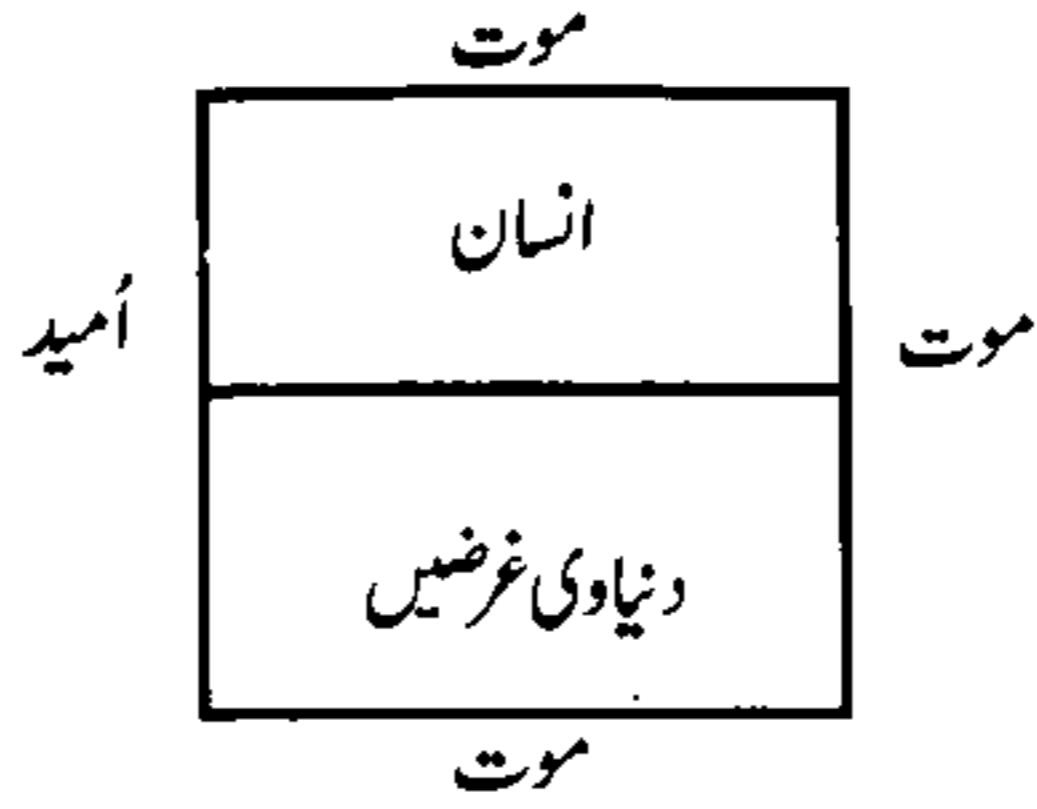 موت
انسان
موت
اُمید
دنیاوی غرضیں
موت